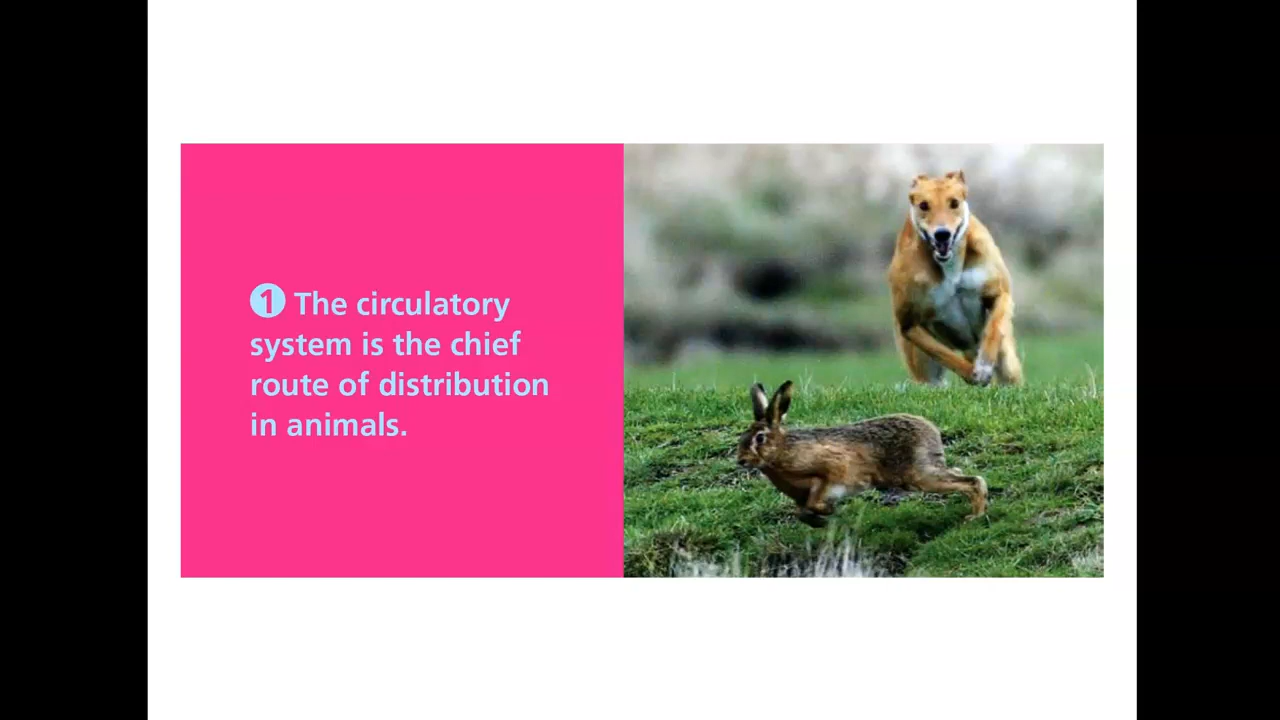 1 The circulatory
system is the chief
route of distribution
in animals.